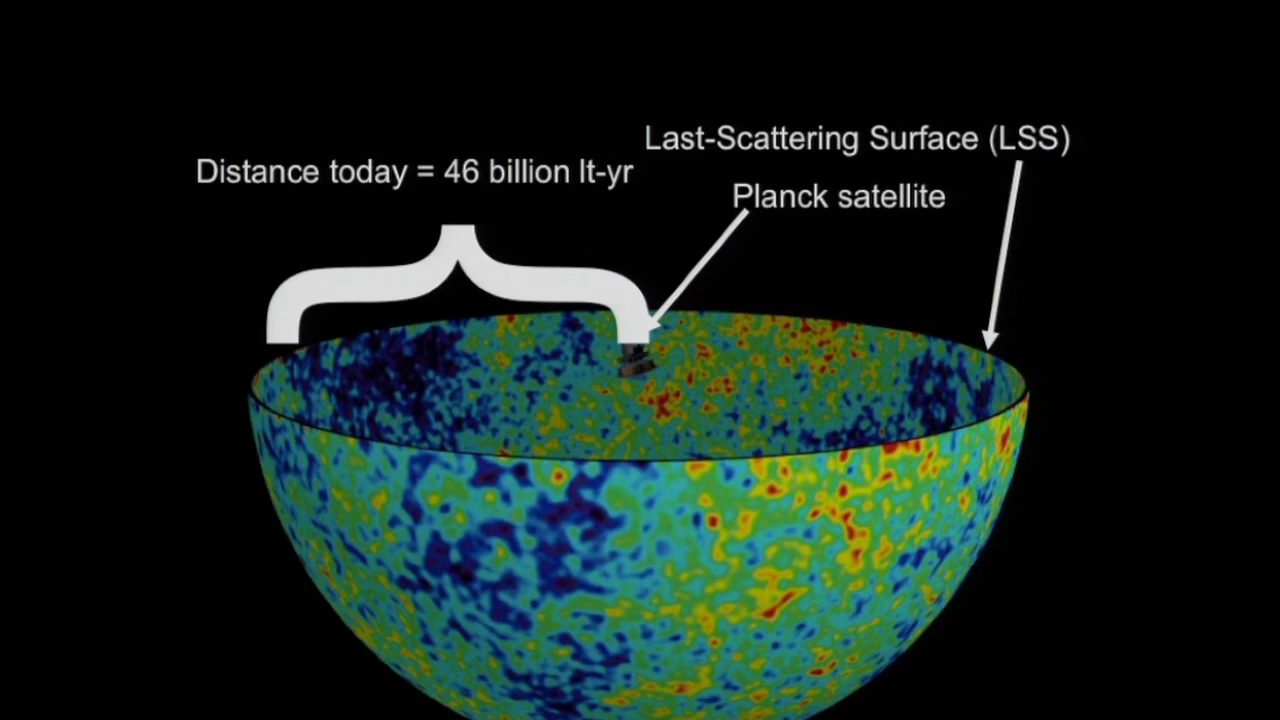 Last-Scattering Surface (LSS)
Distance today = 46 billion lt-yr
Planck satellite